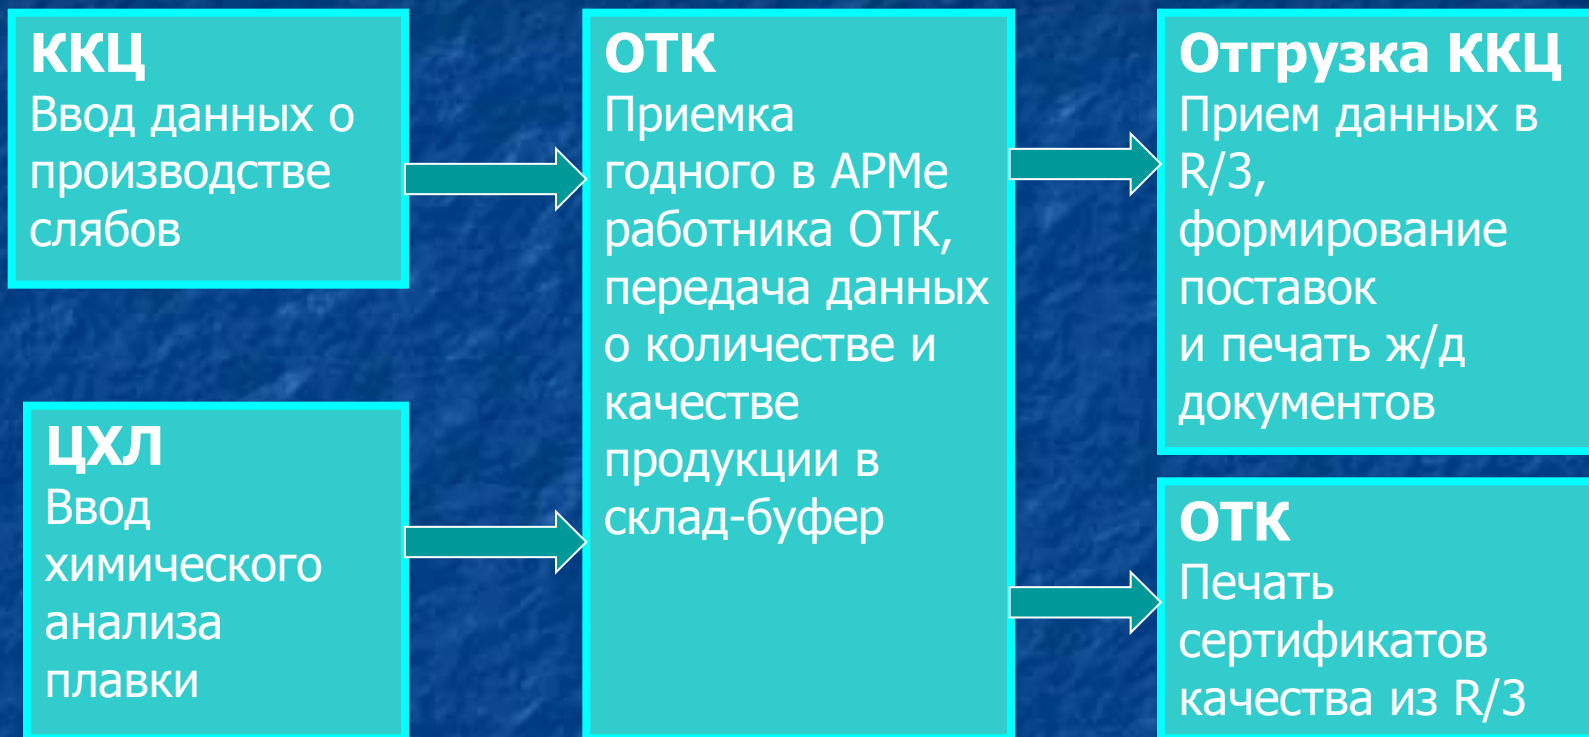 ККЦ
Ввод данных о
производстве
слябов
ЦХЛ
Ввод
химического
анализа
плавки
ОТК
Приемка
годного в АРМе
работника ОТК,
передача данных
о количестве и
качестве
продукции в
склад-буфер
Отгрузка ККЦ
Прием данных в
R/3,
формирование
поставок
и печать ж/д
документов
ОТК
Печать
сертификатов
качества из R/3